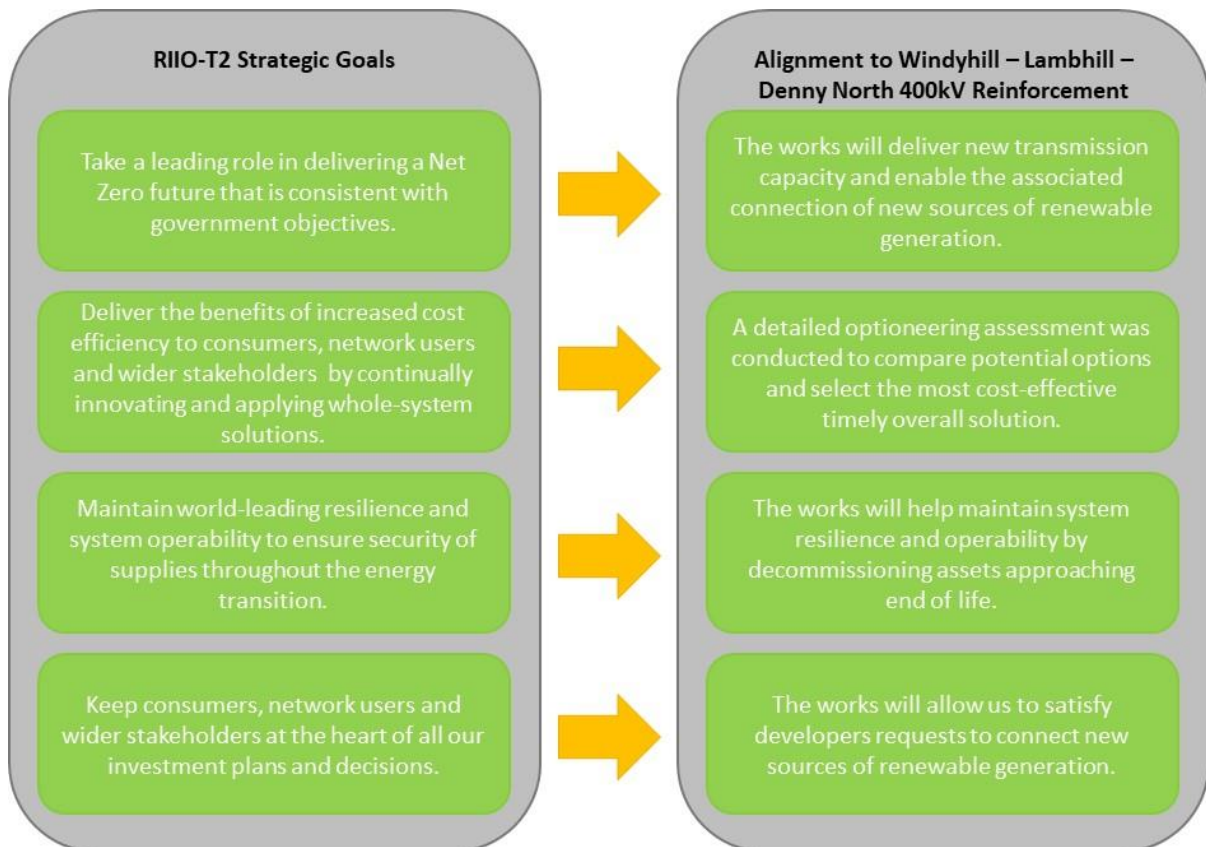 RIIO-T2 Strategic Goals
Take a leading role in delivering a Net
Zero future that is consistent with
government objectives.
Deliver the benefits of increased cost
efficiency to consumers, network users
and wider stakeholders by continually
innovating and applying whole-system
solutions.
Maintain world-leading resilience and
system operability to ensure security of
supplies throughout the energy
transition.
Keep consumers, network users and
wider stakeholders at the heart of all our
investment plans and decisions.
Alignment to Windyhill – Lambhill –
Denny North 400kV Reinforcement
The works will deliver new transmission
capacity and enable the associated
connection of new sources of renewable
generation.
A detailed optioneering assessment was
conducted to compare potential options
and select the most cost-effective
timely overall solution.
The works will help maintain system
resilience and operability by
decommissioning assets approaching
end of life.
The works will allow us to satisfy
developers requests to connect new
sources of renewable generation.